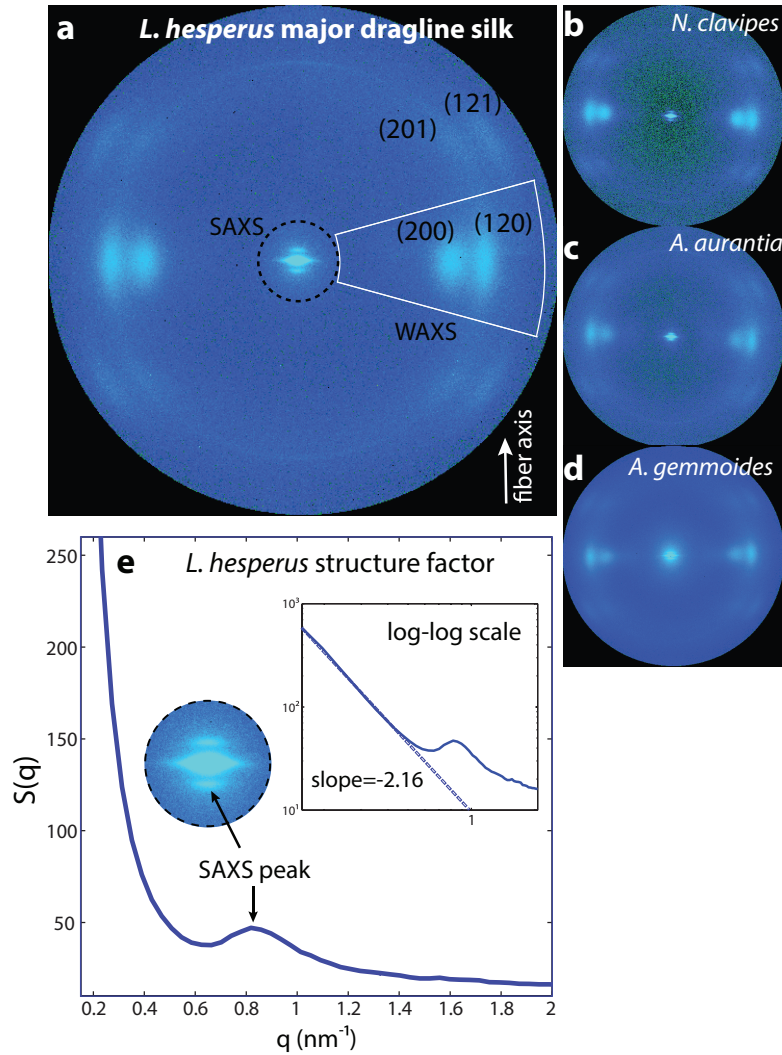 a L. hesperus major dragline silk
(121)
(201)
SAXS
(200)
(120)
WAXS
fiber axis
b N. clavipes
c A. aurantia
d A. gemmoides
e L. hesperus structure factor
250
200
150
100
50
S(q)
log-log scale
10³
10²
10¹
slope=-2.16
1
SAXS peak
0.2 0.4 0.6 0.8 1 1.2 1.4 1.6 1.8 2
q (nm⁻¹)